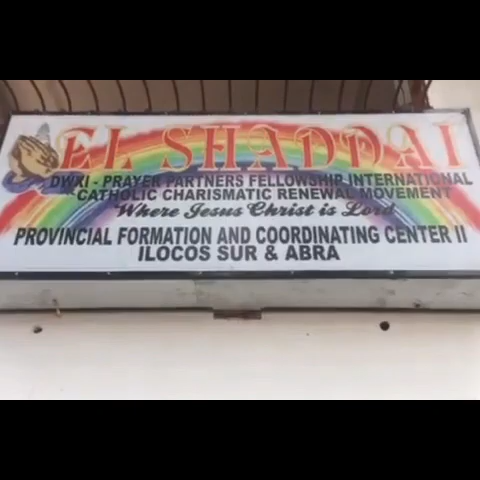 EL SHADDAI
DWXI - PRAYER PARTNERS FELLOWSHIP INTERNATIONAL
CATHOLIC CHARISMATIC RENEWAL MOVEMENT
Where Jesus Christ is Lord
PROVINCIAL FORMATION AND COORDINATING CENTER II
ILOCOS SUR & ABRA